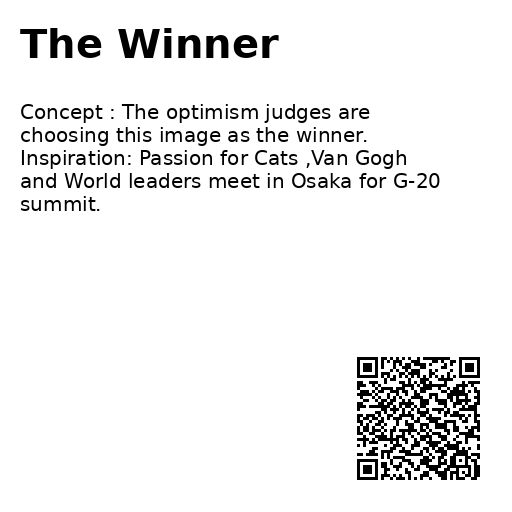 The Winner
Concept : The optimism judges are
choosing this image as the winner.
Inspiration: Passion for Cats ,Van Gogh
and World leaders meet in Osaka for G-20
summit.